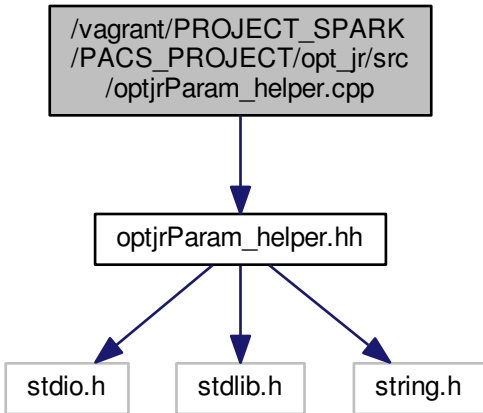 /vagrant/PROJECT_SPARK
/PACS_PROJECT/opt_jr/src
/optjrParam_helper.cpp
optjrParam_helper.hh
stdio.h
stdlib.h
string.h